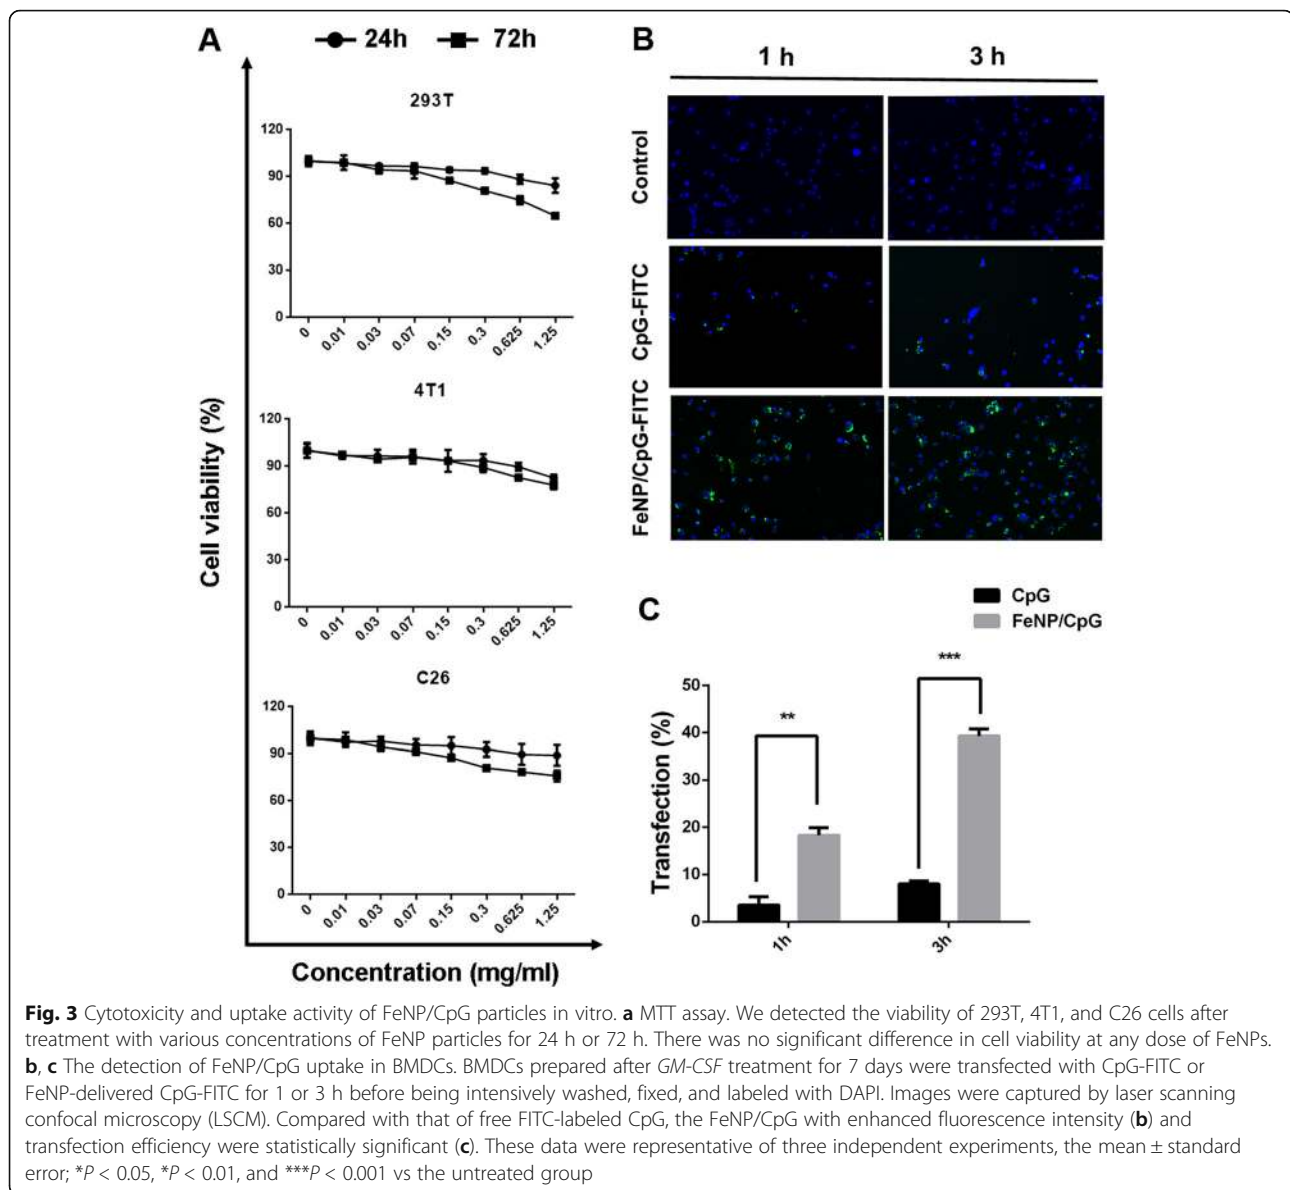 A
24h
72h
293T
120
90
60
30
0
0
0.01
0.03
0.07
0.15
0.3
0.625
1.25
4T1
120
90
60
30
0
0
0.01
0.03
0.07
0.15
0.3
0.625
1.25
C26
120
90
60
30
0
0
0.01
0.03
0.07
0.15
0.3
0.625
1.25
Cell viability (%)
Concentration (mg/ml)
B
1 h
3 h
Control
CpG-FITC
FeNP/CpG-FITC
C
CpG
FeNP/CpG
**
***
50
40
30
20
10
0
Transfection (%)
1h
3h
Fig. 3 Cytotoxicity and uptake activity of FeNP/CpG particles in vitro. a MTT assay. We detected the viability of 293T, 4T1, and C26 cells after
treatment with various concentrations of FeNP particles for 24 h or 72 h. There was no significant difference in cell viability at any dose of FeNPs.
b, c The detection of FeNP/CpG uptake in BMDCs. BMDCs prepared after GM-CSF treatment for 7 days were transfected with CpG-FITC or
FeNP-delivered CpG-FITC for 1 or 3 h before being intensively washed, fixed, and labeled with DAPI. Images were captured by laser scanning
confocal microscopy (LSCM). Compared with that of free FITC-labeled CpG, the FeNP/CpG with enhanced fluorescence intensity (b) and
transfection efficiency were statistically significant (c). These data were representative of three independent experiments, the mean ± standard
error; *P < 0.05, *P < 0.01, and ***P < 0.001 vs the untreated group